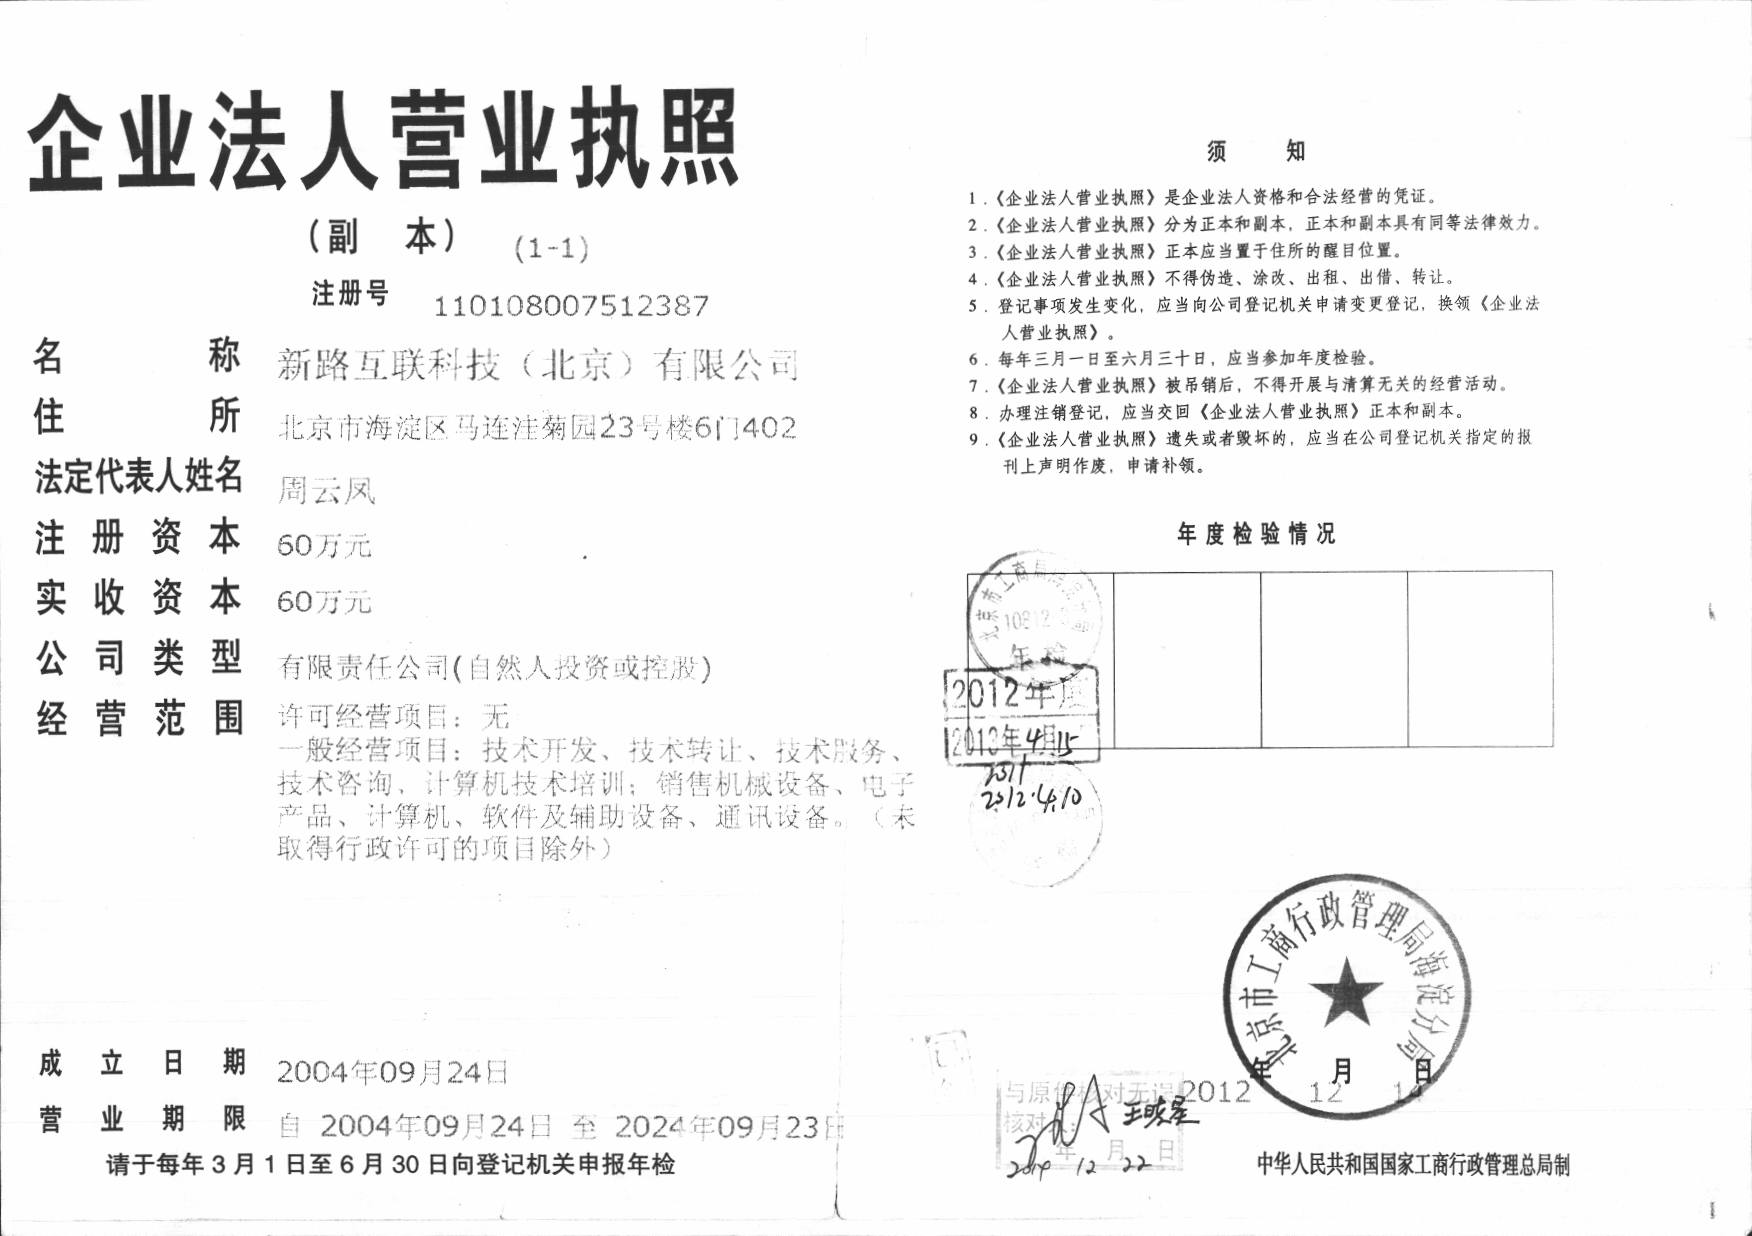 企业法人营业执照
（副 本） (1-1)
注册号 110108007512387
名 称 新路互联科技（北京）有限公司
住 所 北京市海淀区马连洼菊园23号楼6门402
法定代表人姓名 周云凤
注 册 资 本 60万元
实 收 资 本 60万元
公 司 类 型 有限责任公司(自然人投资或控股)
经 营 范 围 许可经营项目：无
一般经营项目：技术开发、技术转让、技术服务、
技术咨询、计算机技术培训；销售机械设备、电子
产品、计算机、软件及辅助设备、通讯设备。（未
取得行政许可的项目除外）
成 立 日 期 2004年09月24日
营 业 期 限 自 2004年09月24日 至 2024年09月23日
请于每年3月1日至6月30日向登记机关申报年检
须 知
1．《企业法人营业执照》是企业法人资格和合法经营的凭证。
2．《企业法人营业执照》分为正本和副本，正本和副本具有同等法律效力。
3．《企业法人营业执照》正本应当置于住所的醒目位置。
4．《企业法人营业执照》不得伪造、涂改、出租、出借、转让。
5．登记事项发生变化，应当向公司登记机关申请变更登记，换领《企业法
人营业执照》。
6．每年三月一日至六月三十日，应当参加年度检验。
7．《企业法人营业执照》被吊销后，不得开展与清算无关的经营活动。
8．办理注销登记，应当交回《企业法人营业执照》正本和副本。
9．《企业法人营业执照》遗失或者毁坏的，应当在公司登记机关指定的报
刊上声明作废，申请补领。
年度检验情况
北京市工商局
年检
2012年度
2013年4月15
2011
2012.4.10
北京市工商行政管理局海淀分局
年 月 日
2012 12 14
与原件核对无误
核对人：
年 月 日
2014 12 22
中华人民共和国国家工商行政管理总局制